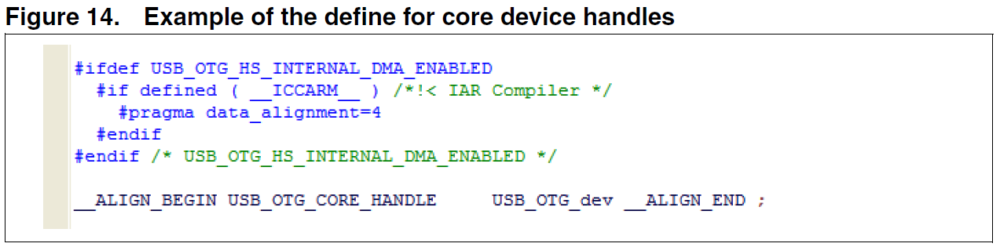 Figure 14. Example of the define for core device handles
#ifdef USB_OTG_HS_INTERNAL_DMA_ENABLED
#if defined ( __ICCARM__ ) /*!< IAR Compiler */
#pragma data_alignment=4
#endif
#endif /* USB_OTG_HS_INTERNAL_DMA_ENABLED */
__ALIGN_BEGIN USB_OTG_CORE_HANDLE USB_OTG_dev __ALIGN_END ;